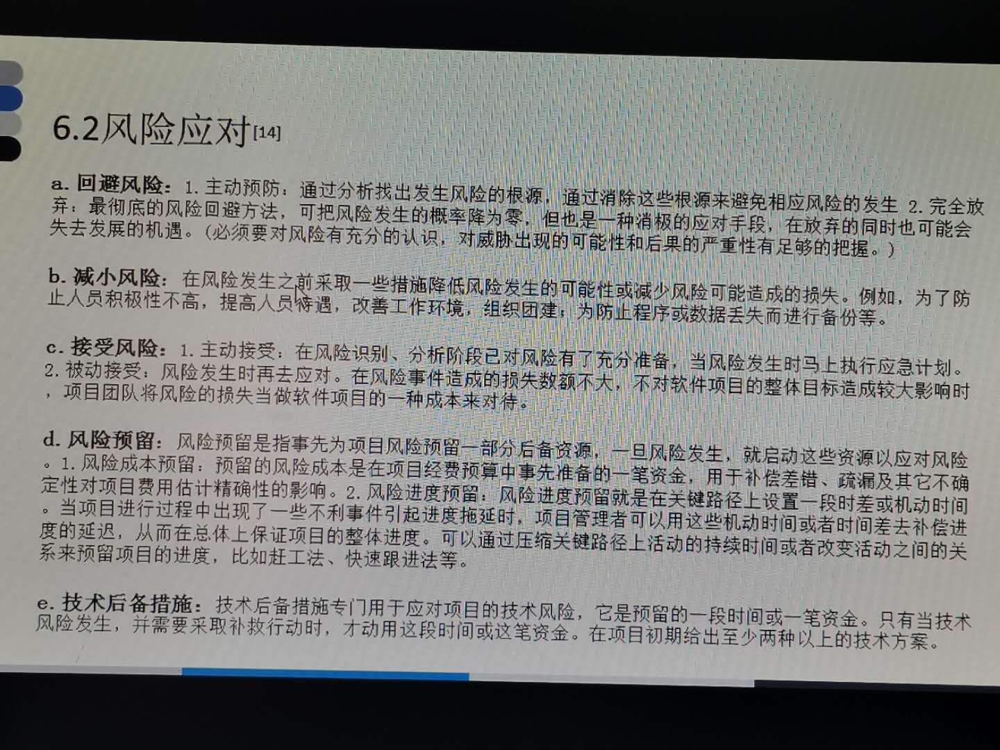 6.2风险应对[14]
a. 回避风险：1. 主动预防：通过分析找出发生风险的根源，通过消除这些根源来避免相应风险的发生 2. 完全放
弃：最彻底的风险回避方法，可把风险发生的概率降为零，但也是一种消极的应对手段，在放弃的同时也可能会
失去发展的机遇。(必须要对风险有充分的认识，对威胁出现的可能性和后果的严重性有足够的把握。)
b. 减小风险：在风险发生之前采取一些措施降低风险发生的可能性或减少风险可能造成的损失。例如，为了防
止人员积极性不高，提高人员待遇，改善工作环境，组织团建；为防止程序或数据丢失而进行备份等。
c. 接受风险：1. 主动接受：在风险识别、分析阶段已对风险有了充分准备，当风险发生时马上执行应急计划。
2. 被动接受：风险发生时再去应对。在风险事件造成的损失数额不大，不对软件项目的整体目标造成较大影响时
，项目团队将风险的损失当做软件项目的一种成本来对待。
d. 风险预留：风险预留是指事先为项目风险预留一部分后备资源，一旦风险发生，就启动这些资源以应对风险
。1. 风险成本预留：预留的风险成本是在项目经费预算中事先准备的一笔资金，用于补偿差错、疏漏及其它不确
定性对项目费用估计精确性的影响。2. 风险进度预留：风险进度预留就是在关键路径上设置一段时差或机动时间
。当项目进行过程中出现了一些不利事件引起进度拖延时，项目管理者可以用这些机动时间或者时间差去补偿进
度的延迟，从而在总体上保证项目的整体进度。可以通过压缩关键路径上活动的持续时间或者改变活动之间的关
系来预留项目的进度，比如赶工法、快速跟进法等。
e. 技术后备措施：技术后备措施专门用于应对项目的技术风险，它是预留的一段时间或一笔资金。只有当技术
风险发生，并需要采取补救行动时，才动用这段时间或这笔资金。在项目初期给出至少两种以上的技术方案。